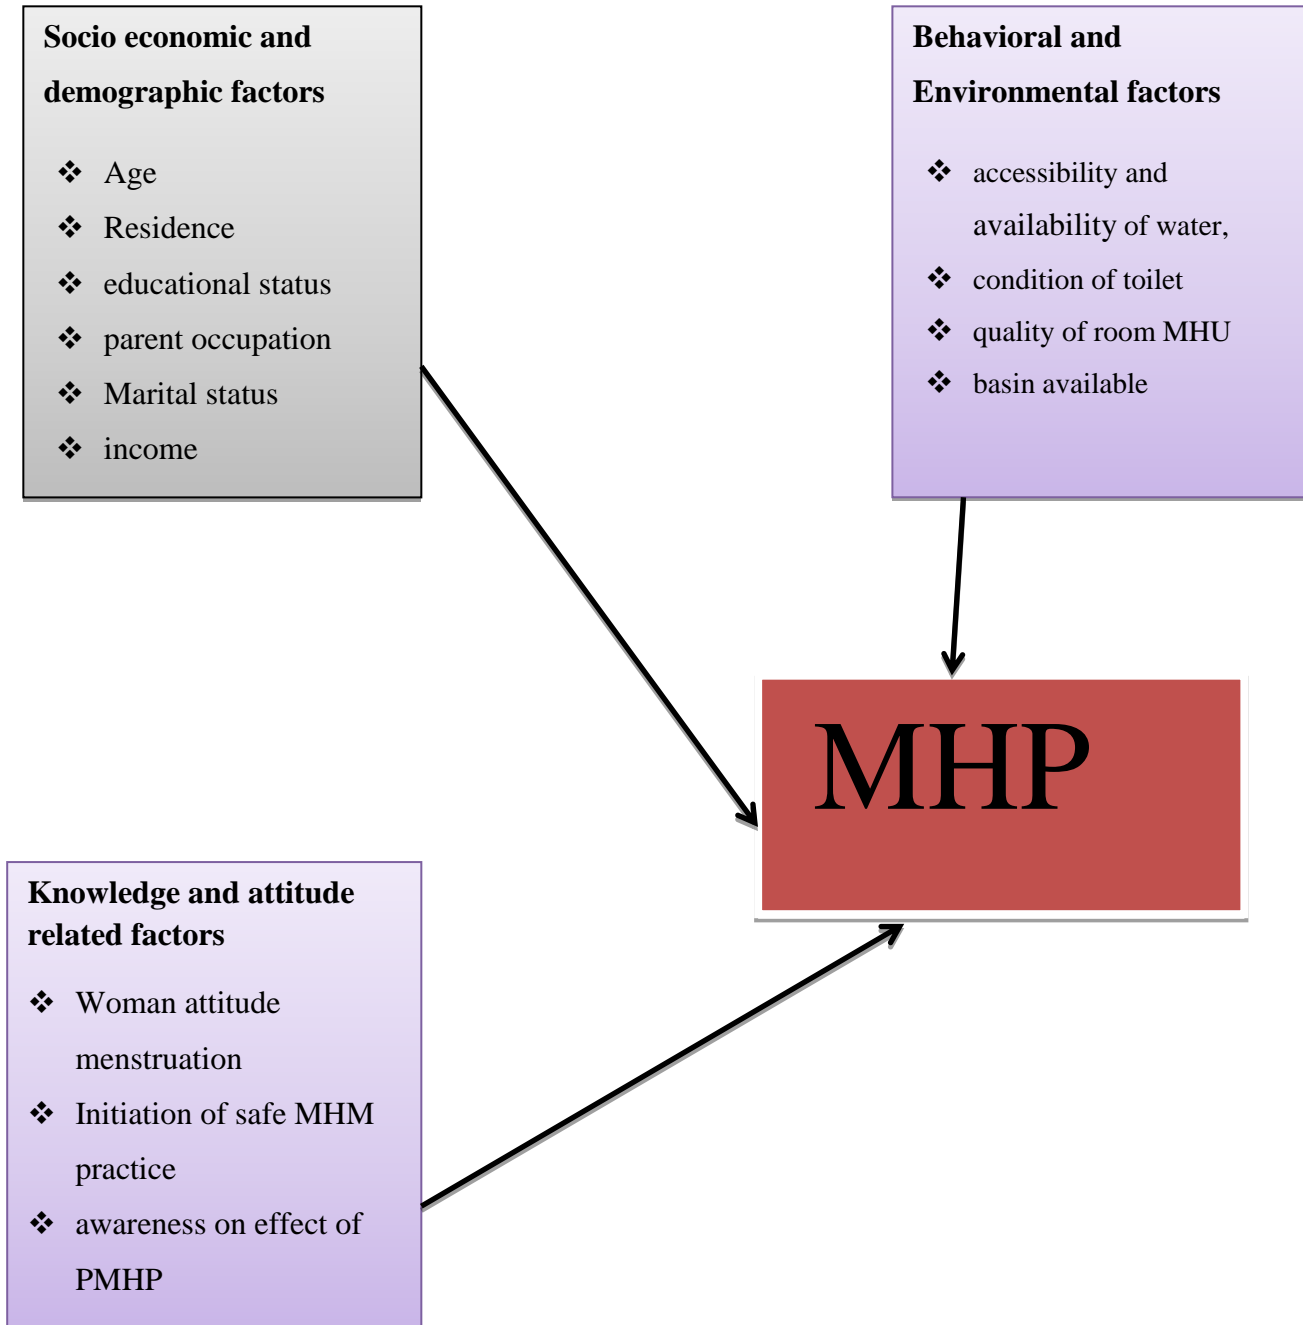 Socio economic and
demographic factors
❖ Age
❖ Residence
❖ educational status
❖ parent occupation
❖ Marital status
❖ income
Behavioral and
Environmental factors
❖ accessibility and
availability of water,
❖ condition of toilet
❖ quality of room MHU
❖ basin available
MHP
Knowledge and attitude
related factors
❖ Woman attitude
menstruation
❖ Initiation of safe MHM
practice
❖ awareness on effect of
PMHP